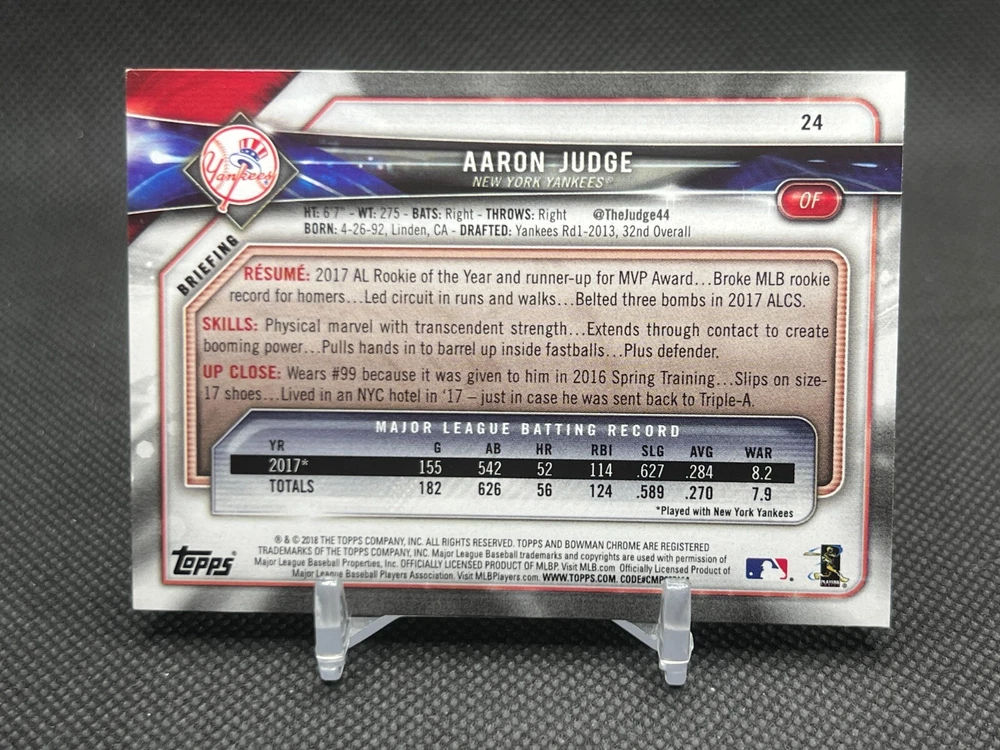 24
Yankees
AARON JUDGE
NEW YORK YANKEES®
OF
HT: 6'7" - WT: 275 - BATS: Right - THROWS: Right @TheJudge44
BORN: 4-26-92, Linden, CA - DRAFTED: Yankees Rd1-2013, 32nd Overall
BRIEFING
RÉSUMÉ: 2017 AL Rookie of the Year and runner-up for MVP Award...Broke MLB rookie
record for homers...Led circuit in runs and walks...Belted three bombs in 2017 ALCS.
SKILLS: Physical marvel with transcendent strength...Extends through contact to create
booming power...Pulls hands in to barrel up inside fastballs...Plus defender.
UP CLOSE: Wears #99 because it was given to him in 2016 Spring Training...Slips on size-
17 shoes...Lived in an NYC hotel in '17 – just in case he was sent back to Triple-A.
MAJOR LEAGUE BATTING RECORD
YR G AB HR RBI SLG AVG WAR
2017* 155 542 52 114 .627 .284 8.2
TOTALS 182 626 56 124 .589 .270 7.9
*Played with New York Yankees
® & © 2018 THE TOPPS COMPANY, INC. ALL RIGHTS RESERVED. TOPPS AND BOWMAN CHROME ARE REGISTERED
TRADEMARKS OF THE TOPPS COMPANY, INC. Major League Baseball trademarks and copyrights are used with permission of
Major League Baseball Properties, Inc. OFFICIALLY LICENSED PRODUCT OF MLBP. Visit MLB.com Officially Licensed Product of
Major League Baseball Players Association. Visit MLBPlayers.com. WWW.TOPPS.COM.
Topps®
PLAYERS